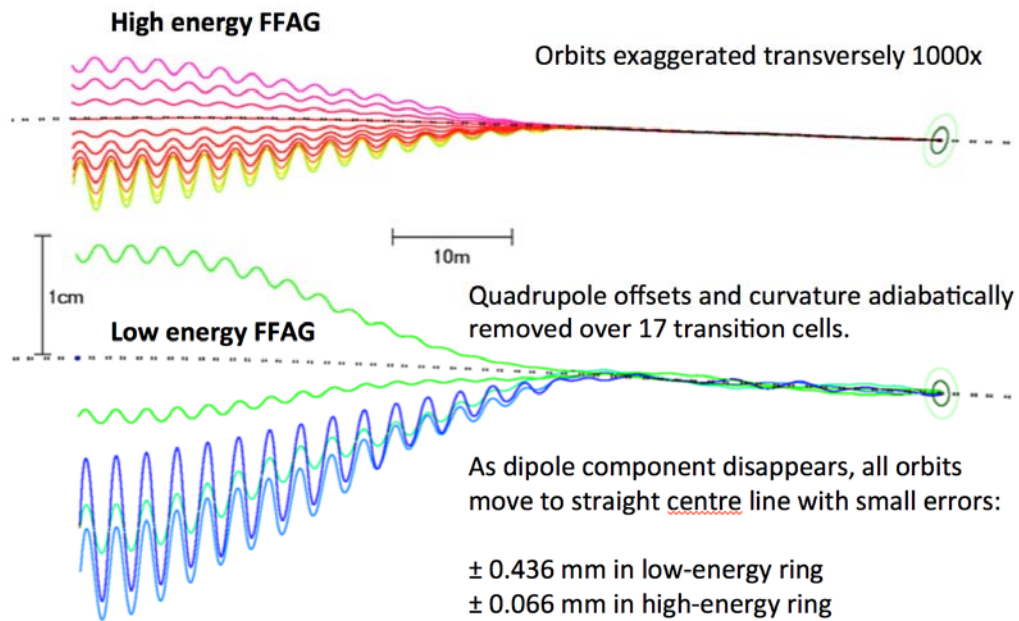 High energy FFAG
Orbits exaggerated transversely 1000x
10m
1cm
Quadrupole offsets and curvature adiabatically
removed over 17 transition cells.
Low energy FFAG
As dipole component disappears, all orbits
move to straight centre line with small errors:
± 0.436 mm in low-energy ring
± 0.066 mm in high-energy ring